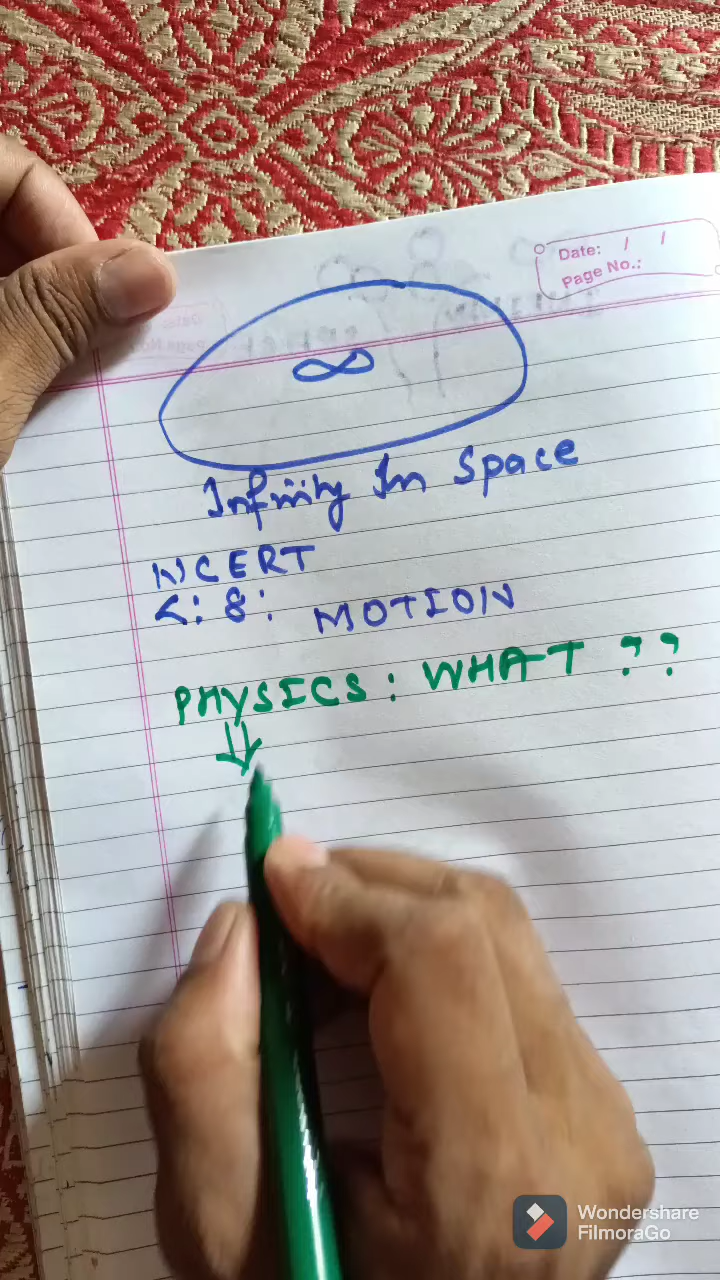 Date: / /
Page No.:
∞
Infinity In Space
NCERT
C: 8: MOTION
PHYSICS: WHAT ??
Wondershare
FilmoraGo